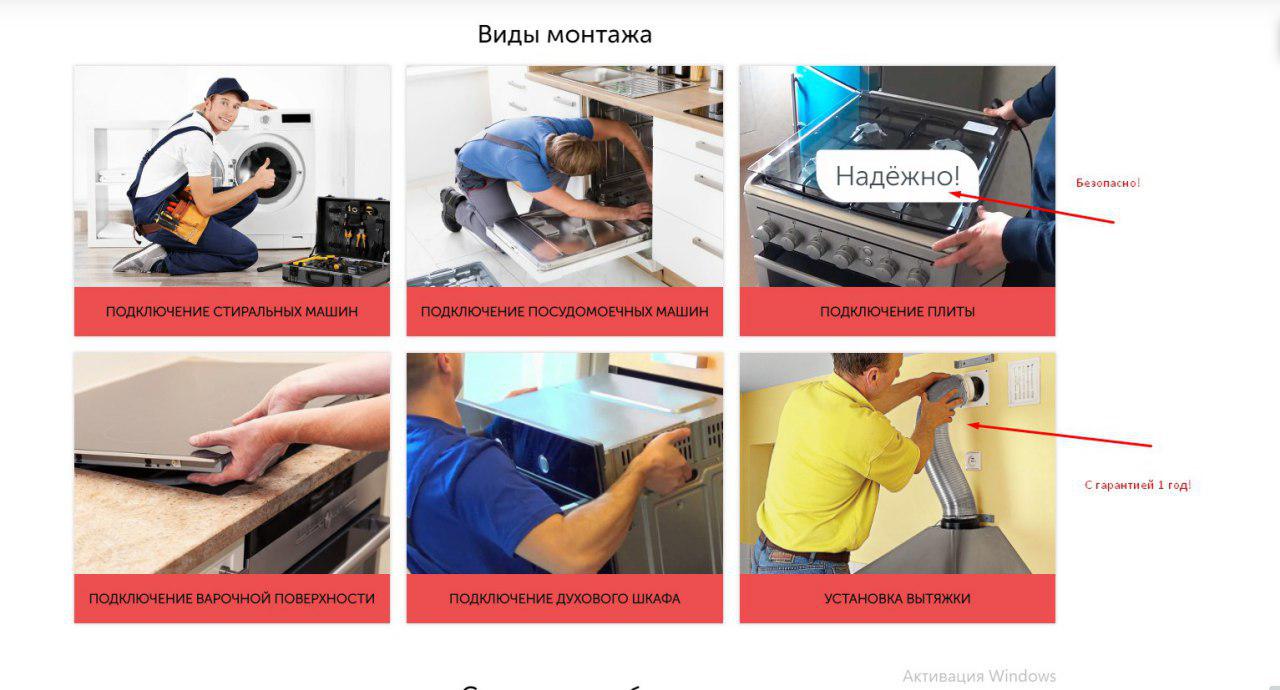 Виды монтажа
Надёжно!
Безопасно!
ПОДКЛЮЧЕНИЕ СТИРАЛЬНЫХ МАШИН
ПОДКЛЮЧЕНИЕ ПОСУДОМОЕЧНЫХ МАШИН
ПОДКЛЮЧЕНИЕ ПЛИТЫ
С гарантией 1 год!
ПОДКЛЮЧЕНИЕ ВАРОЧНОЙ ПОВЕРХНОСТИ
ПОДКЛЮЧЕНИЕ ДУХОВОГО ШКАФА
УСТАНОВКА ВЫТЯЖКИ
Активация Windows